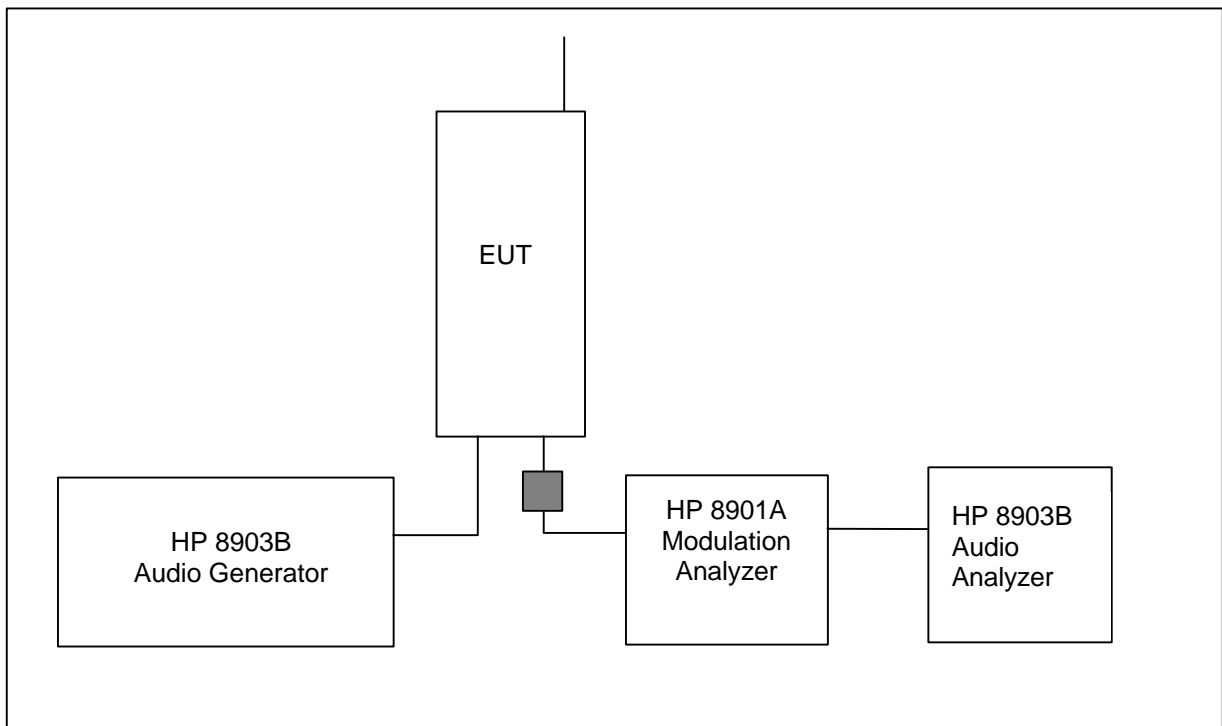 EUT
HP 8903B
Audio Generator
HP 8901A
Modulation
Analyzer
HP 8903B
Audio
Analyzer